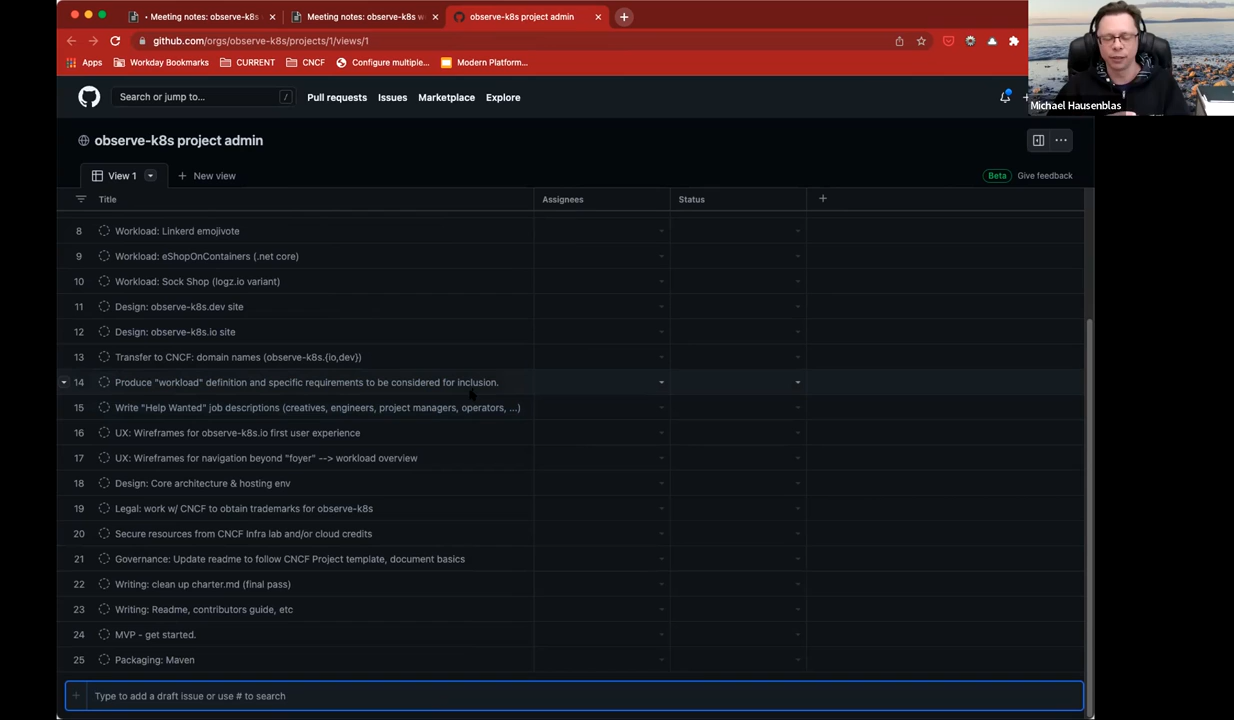 • Meeting notes: observe-k8s
Meeting notes: observe-k8s w
observe-k8s project admin
github.com/orgs/observe-k8s/projects/1/views/1
Apps
Workday Bookmarks
CURRENT
CNCF
Configure multiple...
Modern Platform...
Search or jump to...
/
Pull requests
Issues
Marketplace
Explore
Michael Hausenblas
observe-k8s project admin
View 1
New view
Beta
Give feedback
Title
Assignees
Status
8 Workload: Linkerd emojivote
9 Workload: eShopOnContainers (.net core)
10 Workload: Sock Shop (logz.io variant)
11 Design: observe-k8s.dev site
12 Design: observe-k8s.io site
13 Transfer to CNCF: domain names (observe-k8s.{io,dev})
14 Produce "workload" definition and specific requirements to be considered for inclusion.
15 Write "Help Wanted" job descriptions (creatives, engineers, project managers, operators, ...)
16 UX: Wireframes for observe-k8s.io first user experience
17 UX: Wireframes for navigation beyond "foyer" --> workload overview
18 Design: Core architecture & hosting env
19 Legal: work w/ CNCF to obtain trademarks for observe-k8s
20 Secure resources from CNCF Infra lab and/or cloud credits
21 Governance: Update readme to follow CNCF Project template, document basics
22 Writing: clean up charter.md (final pass)
23 Writing: Readme, contributors guide, etc
24 MVP - get started.
25 Packaging: Maven
Type to add a draft issue or use # to search